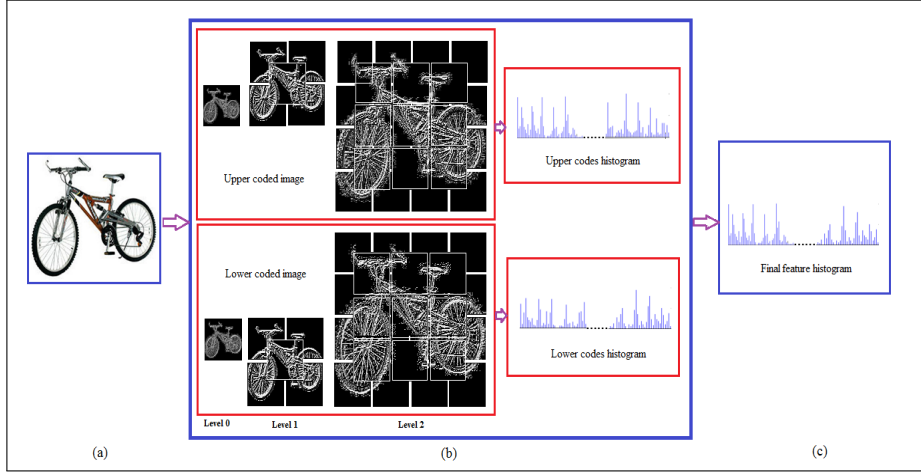 Upper coded image
Upper codes histogram
Lower coded image
Lower codes histogram
Final feature histogram
Level 0
Level 1
Level 2
(a)
(b)
(c)